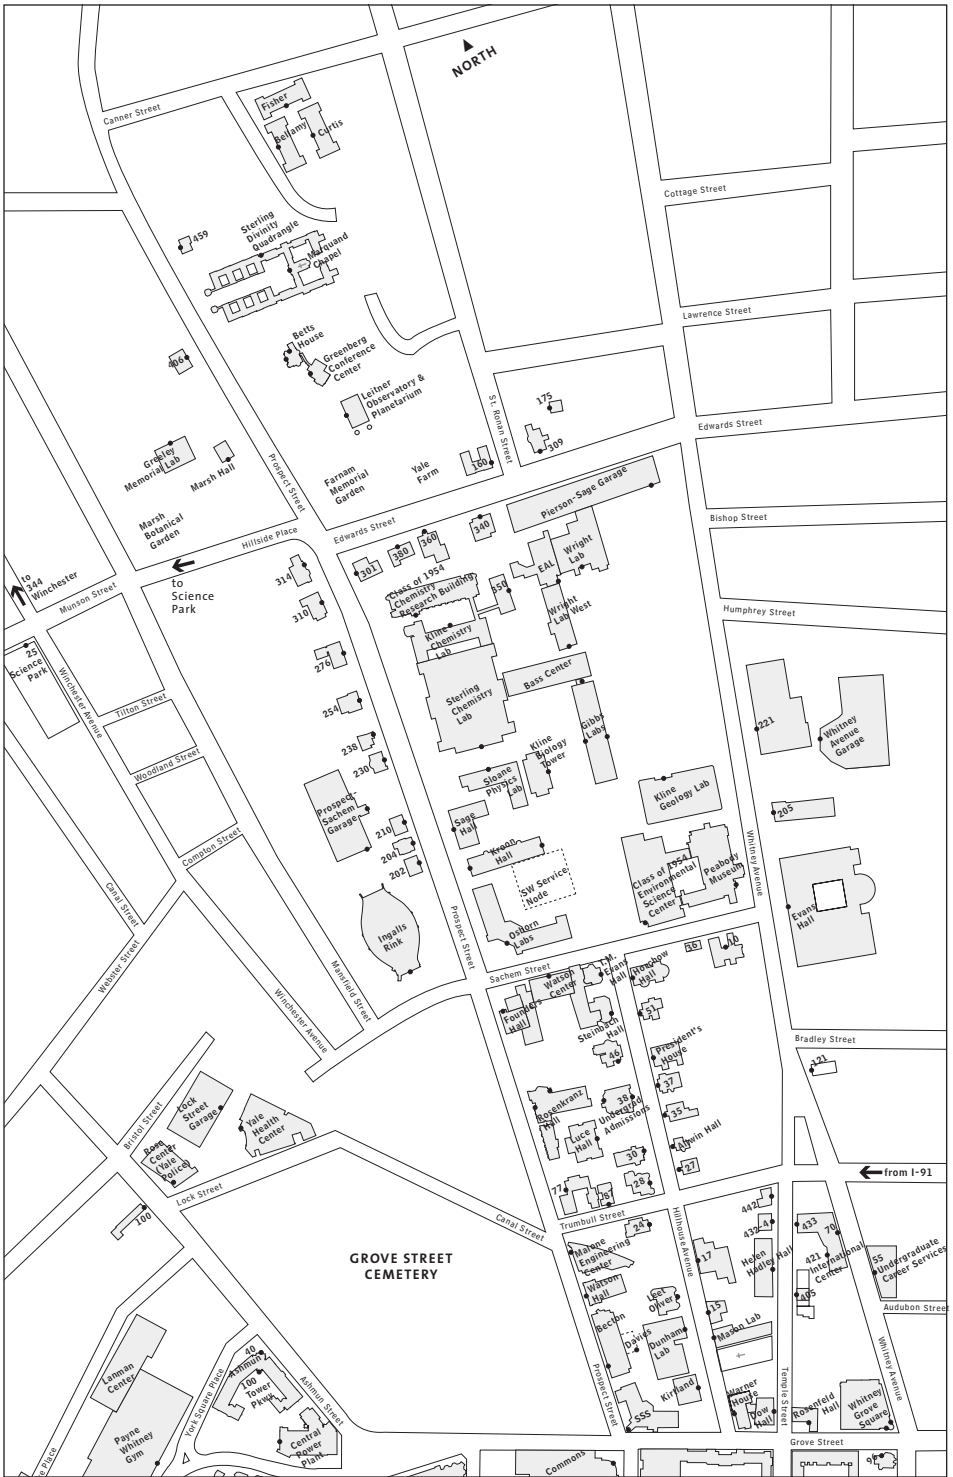 NORTH
Canner Street
Fisher
Bellamy
Curtis
Cottage Street
459
Sterling
Divinity
Quadrangle
Marquand
Chapel
Lawrence Street
Betts
House
Greenberg
Conference
Center
406
Leitner
Observatory &
Planetarium
St. Ronan Street
175
309
Edwards Street
Greeley
Memorial Lab
Marsh Hall
Prospect Street
Farnam
Memorial
Garden
Yale
Farm
160
Pierson-Sage Garage
Marsh
Botanical
Garden
Hillside Place
Edwards Street
340
360
380
301
Bishop Street
Wright
Lab
EAL
to
344
Winchester
Munson Street
to
Science
Park
314
310
Class of 1954
Chemistry
Research Building
350
Wright
Lab West
Humphrey Street
25
Science
Park
Winchester Avenue
276
Kline
Chemistry
Lab
Bass Center
Tilton Street
254
Sterling
Chemistry
Lab
Gibbs
Labs
221
Whitney
Avenue
Garage
Woodland Street
238
230
Kline
Biology
Tower
Sloane
Physics
Lab
Kline
Geology Lab
Prospect-
Sachem
Garage
Sage
Hall
205
Compton Street
210
204
202
Kroon
Hall
SW Service
Node
Class of 1954
Environmental
Science
Center
Peabody
Museum
Whitney Avenue
Canal Street
Ingalls
Rink
Prospect Street
Osborn
Labs
Evans
Hall
Webster Street
Mansfield Street
Winchester Avenue
Sachem Street
Watson
Center
T.M.
Evans
Hall
Horchow
Hall
36
10
Founders
Hall
Steinbach
Hall
51
46
President's
House
Bradley Street
121
Bristol Street
Lock
Street
Garage
Yale
Health
Center
Rosenkranz
Hall
38
Undergrad
Admissions
37
35
Luce
Hall
Alwin Hall
Rose
Center
(Yale
Police)
30
27
from I-91
Lock Street
77
87
28
100
Canal Street
Trumbull Street
24
Hillhouse Avenue
442
432-4
433
70
GROVE STREET
CEMETERY
Malone
Engineering
Center
17
Helen
Hadley Hall
421
International
Center
55
Undergraduate
Career Services
Watson
Hall
Leet
Oliver
405
15
Audubon Street
Becton
Davies
Dunham
Lab
Mason Lab
Lanman
Center
York Square Place
40
Ashmun
100
Tower
Pkwy
Ashmun Street
Prospect Street
Kirtland
Temple Street
Whitney Avenue
Warner
House
Dow
Hall
Rosenfeld
Hall
Whitney
Grove
Square
SSS
Payne
Whitney
Gym
Central
Power
Plant
Grove Street
Commons
e Place